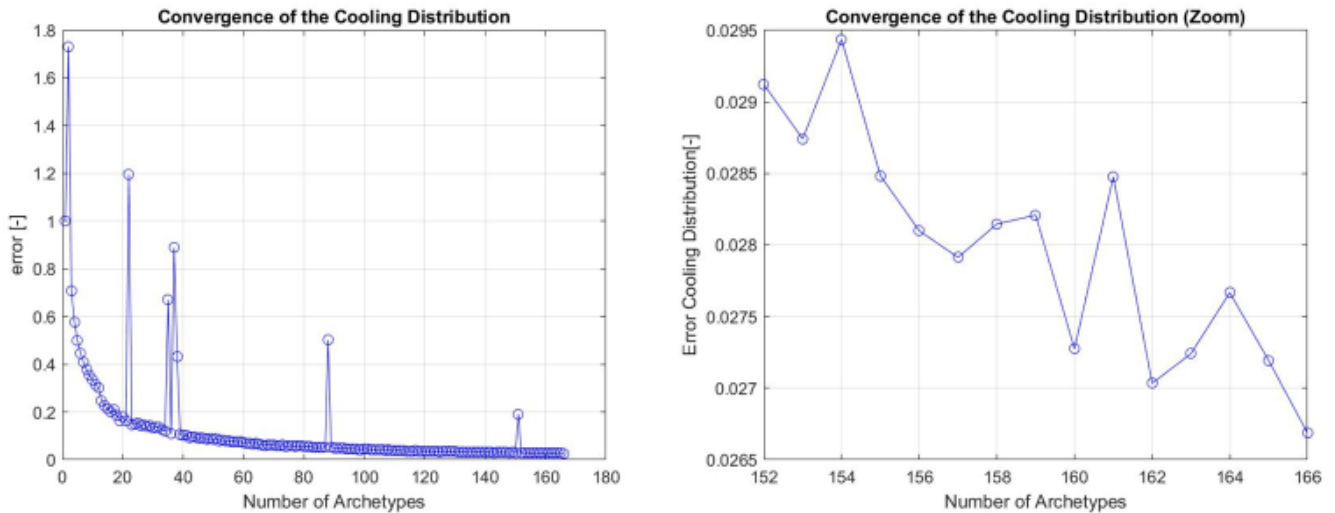 Convergence of the Cooling Distribution
1.8
1.6
1.4
1.2
1
0.8
0.6
0.4
0.2
0
error [-]
0 20 40 60 80 100 120 140 160 180
Number of Archetypes
Convergence of the Cooling Distribution (Zoom)
0.0295
0.029
0.0285
0.028
0.0275
0.027
0.0265
Error Cooling Distribution[-]
152 154 156 158 160 162 164 166
Number of Archetypes